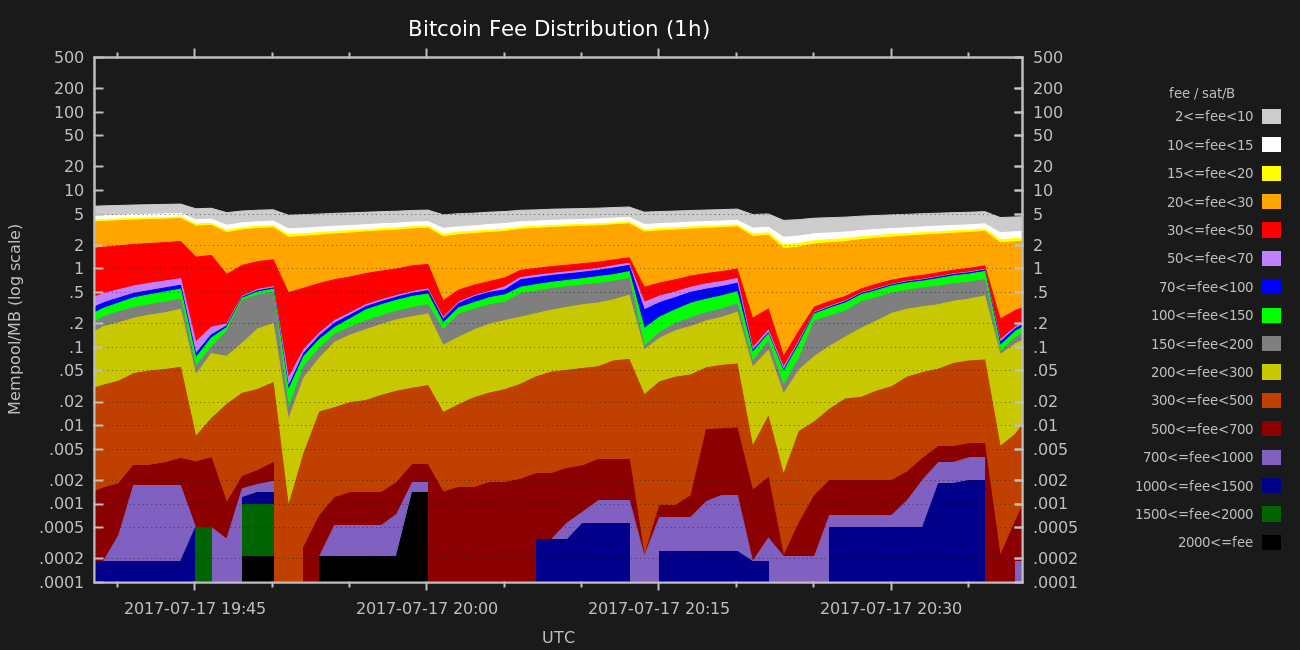 Bitcoin Fee Distribution (1h)
500 500
200 200
100 100
50 50
20 20
10 10
5 5
2 2
1 1
.5 .5
.2 .2
.1 .1
.05 .05
.02 .02
.01 .01
.005 .005
.002 .002
.001 .001
.0005 .0005
.0002 .0002
.0001 .0001
Mempool/MB (log scale)
2017-07-17 19:45 2017-07-17 20:00 2017-07-17 20:15 2017-07-17 20:30
UTC
fee / sat/B
2<=fee<10
10<=fee<15
15<=fee<20
20<=fee<30
30<=fee<50
50<=fee<70
70<=fee<100
100<=fee<150
150<=fee<200
200<=fee<300
300<=fee<500
500<=fee<700
700<=fee<1000
1000<=fee<1500
1500<=fee<2000
2000<=fee